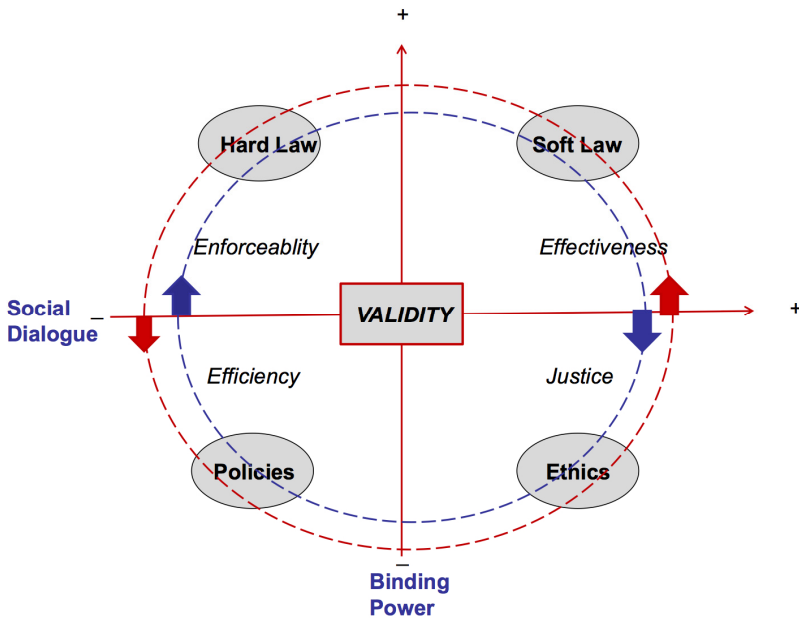 +
Hard Law
Soft Law
Enforceablity
Effectiveness
Social
Dialogue
–
VALIDITY
+
Efficiency
Justice
Policies
Ethics
–
Binding
Power